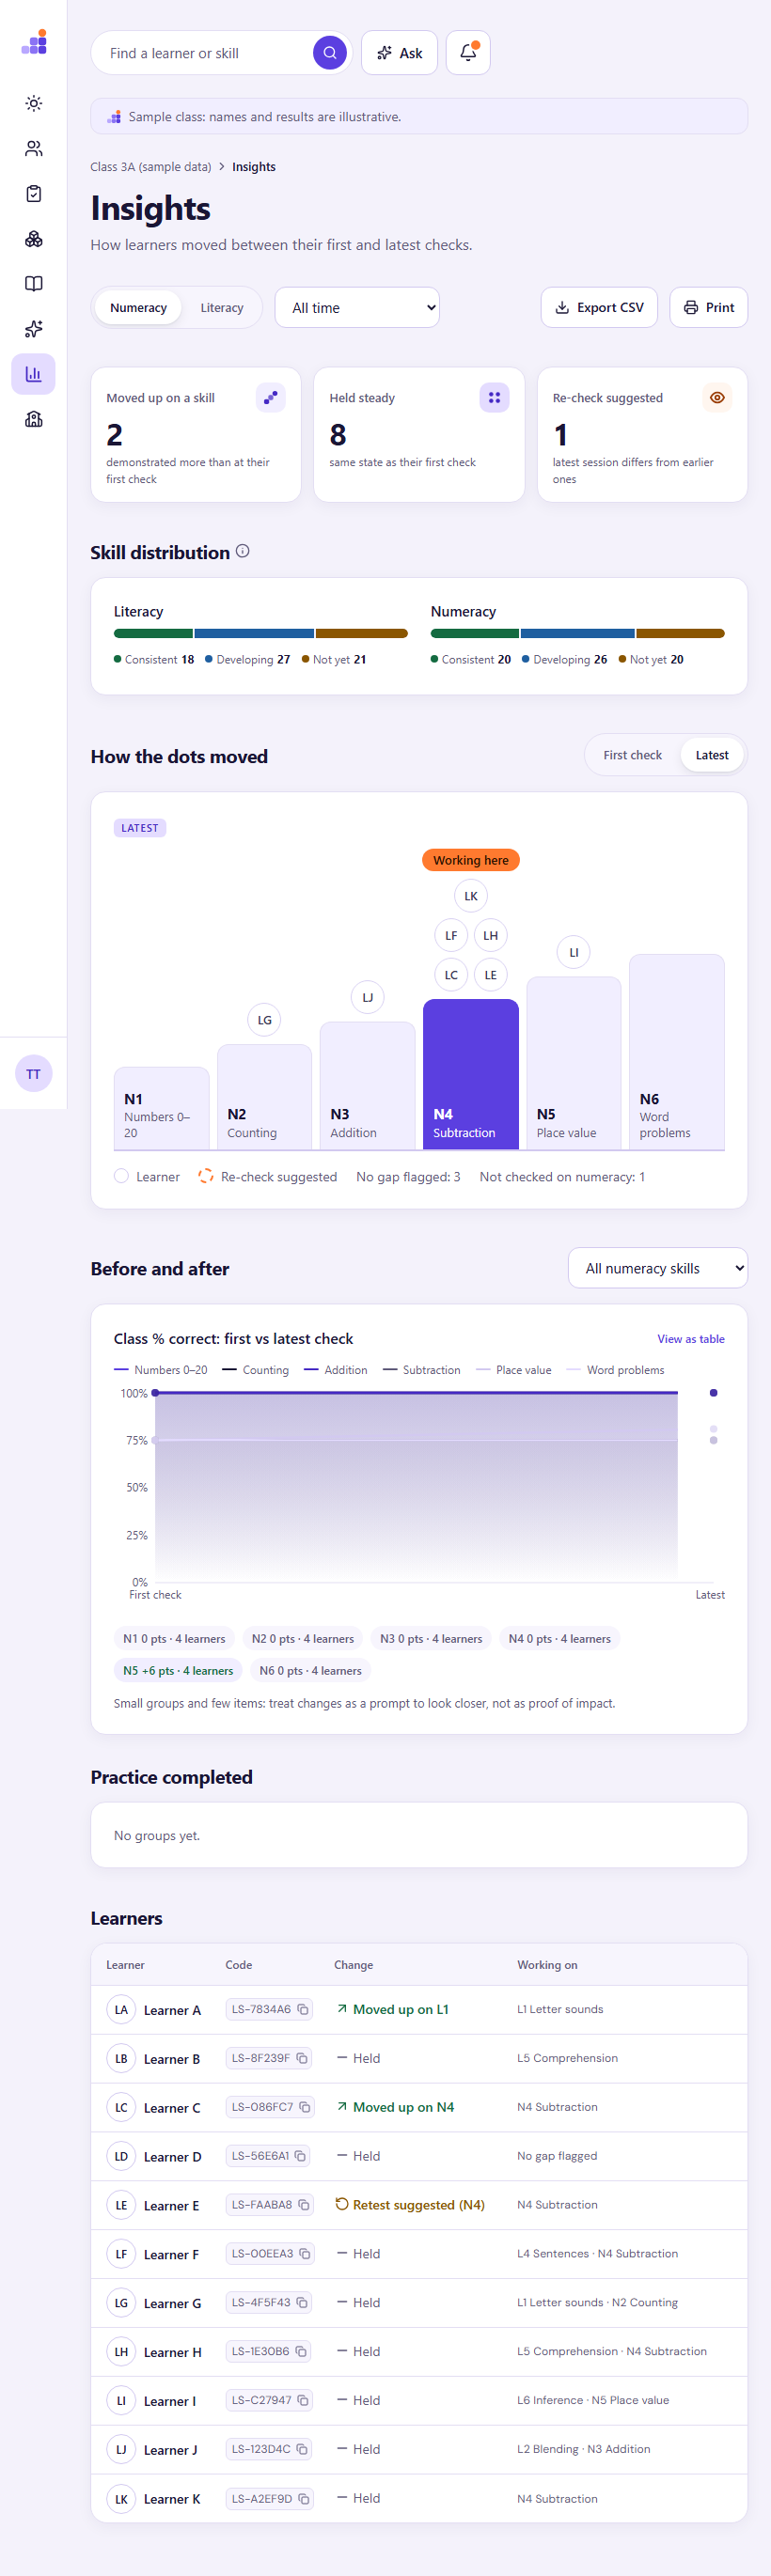 Find a learner or skill
Ask
Sample class: names and results are illustrative.
Class 3A (sample data) > Insights
Insights
How learners moved between their first and latest checks.
Numeracy Literacy All time Export CSV Print
Moved up on a skill
2
demonstrated more than at their
first check
Held steady
8
same state as their first check
Re-check suggested
1
latest session differs from earlier
ones
Skill distribution
Literacy
Consistent 18 Developing 27 Not yet 21
Numeracy
Consistent 20 Developing 26 Not yet 20
How the dots moved
First check Latest
LATEST
Working here
LK
LF LH
LI
LC LE
LJ
LG
N1
Numbers 0–
20
N2
Counting
N3
Addition
N4
Subtraction
N5
Place value
N6
Word
problems
Learner Re-check suggested No gap flagged: 3 Not checked on numeracy: 1
TT
Before and after
All numeracy skills
Class % correct: first vs latest check
View as table
Numbers 0–20 Counting Addition Subtraction Place value Word problems
100%
75%
50%
25%
0%
First check Latest
N1 0 pts · 4 learners N2 0 pts · 4 learners N3 0 pts · 4 learners N4 0 pts · 4 learners
N5 +6 pts · 4 learners N6 0 pts · 4 learners
Small groups and few items: treat changes as a prompt to look closer, not as proof of impact.
Practice completed
No groups yet.
Learners
Learner Code Change Working on
LA Learner A LS-7834A6 Moved up on L1 L1 Letter sounds
LB Learner B LS-8F239F Held L5 Comprehension
LC Learner C LS-086FC7 Moved up on N4 N4 Subtraction
LD Learner D LS-56E6A1 Held No gap flagged
LE Learner E LS-FAABA8 Retest suggested (N4) N4 Subtraction
LF Learner F LS-00EEA3 Held L4 Sentences · N4 Subtraction
LG Learner G LS-4F5F43 Held L1 Letter sounds · N2 Counting
LH Learner H LS-1E30B6 Held L5 Comprehension · N4 Subtraction
LI Learner I LS-C27947 Held L6 Inference · N5 Place value
LJ Learner J LS-123D4C Held L2 Blending · N3 Addition
LK Learner K LS-A2EF9D Held N4 Subtraction